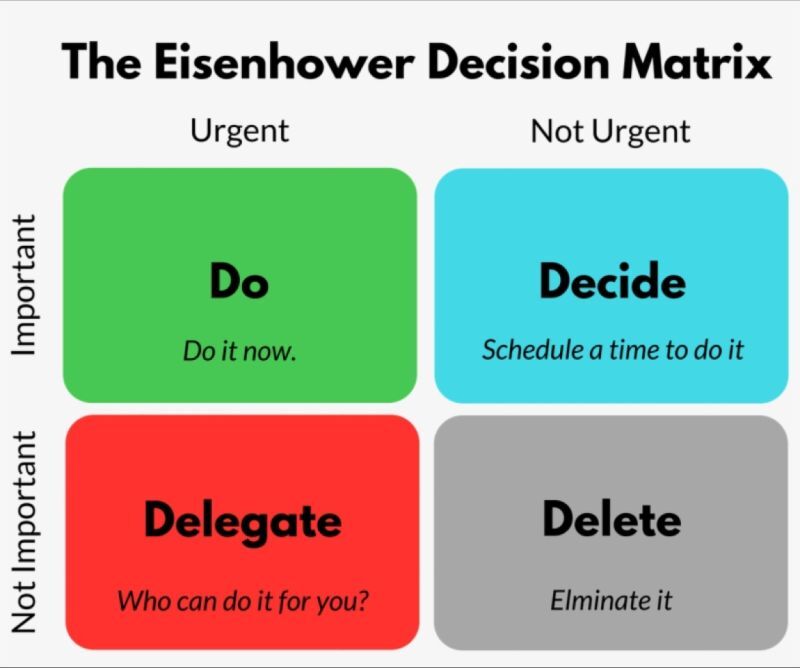 The Eisenhower Decision Matrix
Urgent
Not Urgent
Important
Do
Do it now.
Decide
Schedule a time to do it
Not Important
Delegate
Who can do it for you?
Delete
Elminate it